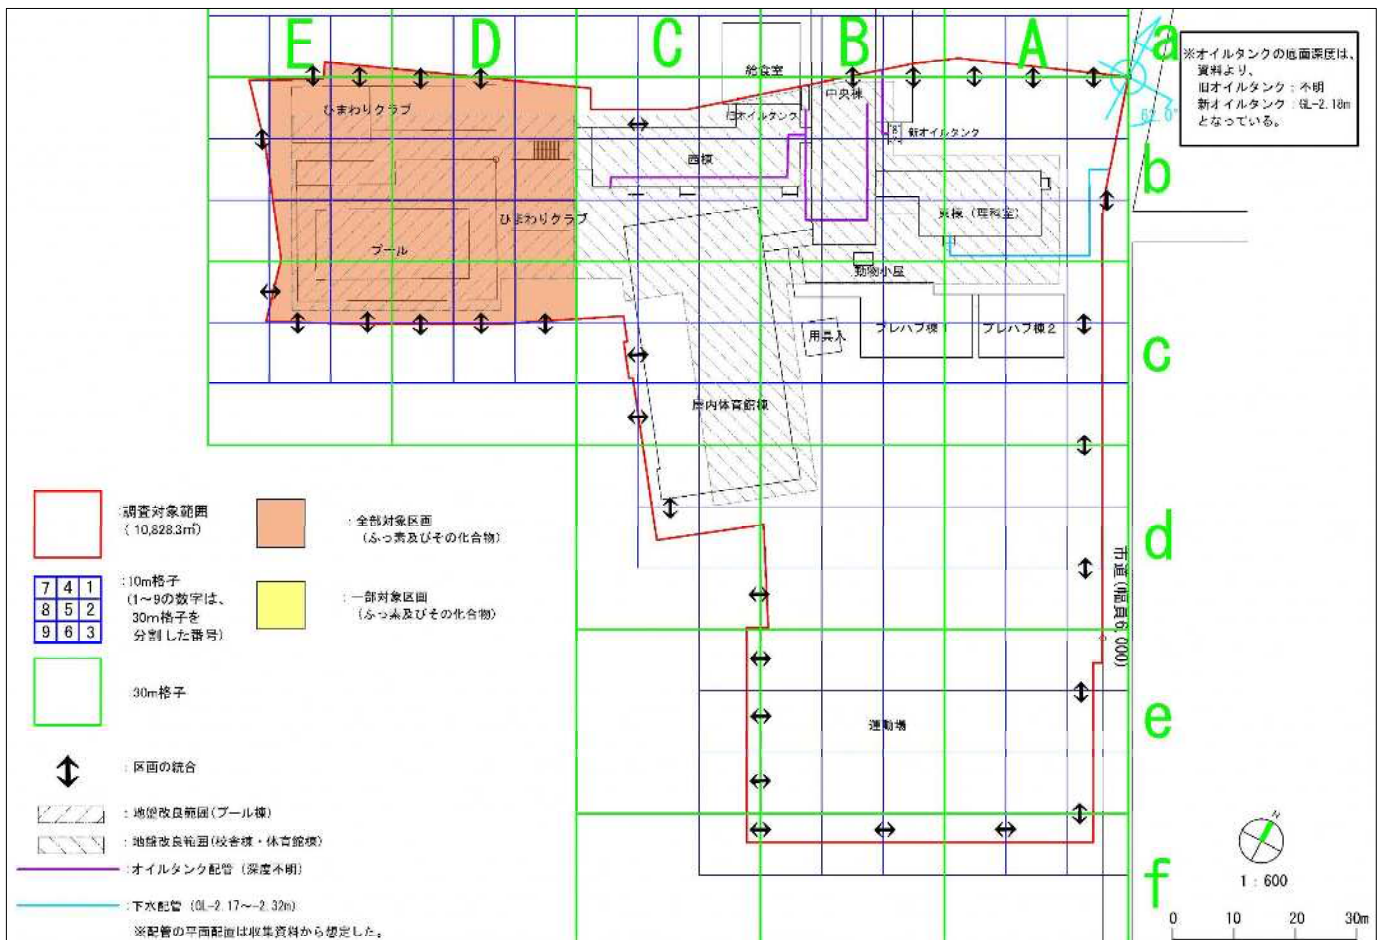 E D C B A
a
b
c
d
e
f
※オイルタンクの底面深度は、
資料より、
旧オイルタンク：不明
新オイルタンク：GL-2.18m
となっている。
62.0°
給食室
中央棟
ひまわりクラブ
旧オイルタンク
新オイルタンク
西棟
東棟（理科室）
ひまわりクラブ
プール
動物小屋
用具入
プレハブ棟1
プレハブ棟2
屋内体育館棟
市道(幅員6,000)
運動場
：調査対象範囲
（10,828.3㎡）
：全部対象区画
（ふっ素及びその化合物）
7 4 1
8 5 2
9 6 3
：10m格子
（1～9の数字は、
30m格子を
分割した番号）
：一部対象区画
（ふっ素及びその化合物）
30m格子
：区画の統合
：地盤改良範囲(プール棟)
：地盤改良範囲(校舎棟・体育館棟)
：オイルタンク配管（深度不明）
：下水配管（GL-2.17～-2.32m）
※配管の平面配置は収集資料から想定した。
N
1：600
0 10 20 30m